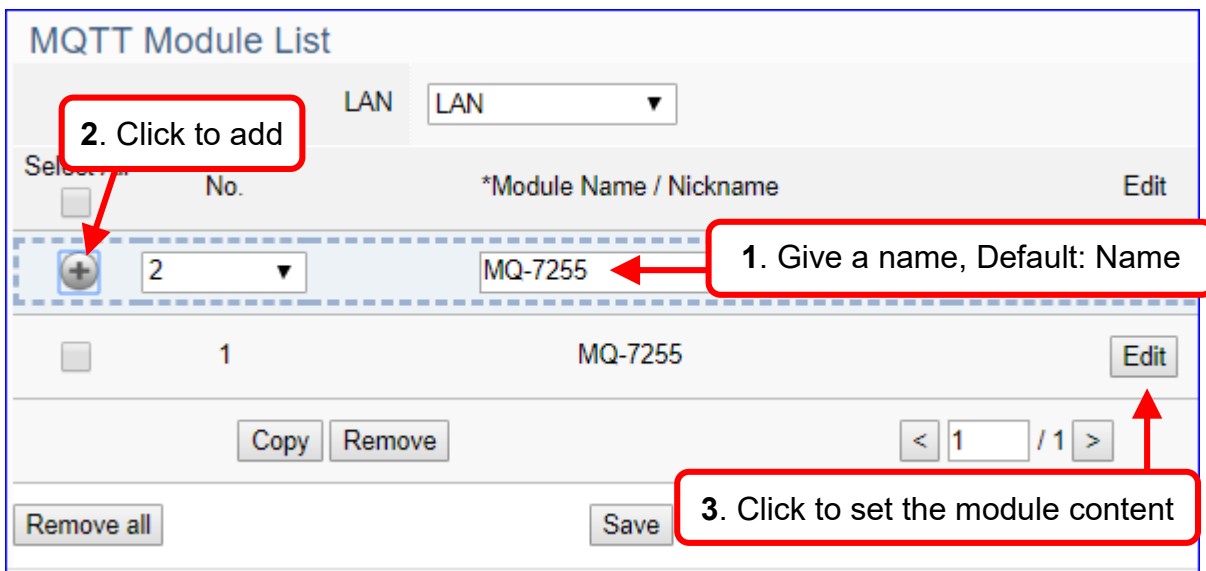 MQTT Module List
LAN LAN
2. Click to add
No. *Module Name / Nickname Edit
2 MQ-7255
1. Give a name, Default: Name
1 MQ-7255 Edit
Copy Remove < 1 / 1 >
3. Click to set the module content
Remove all Save